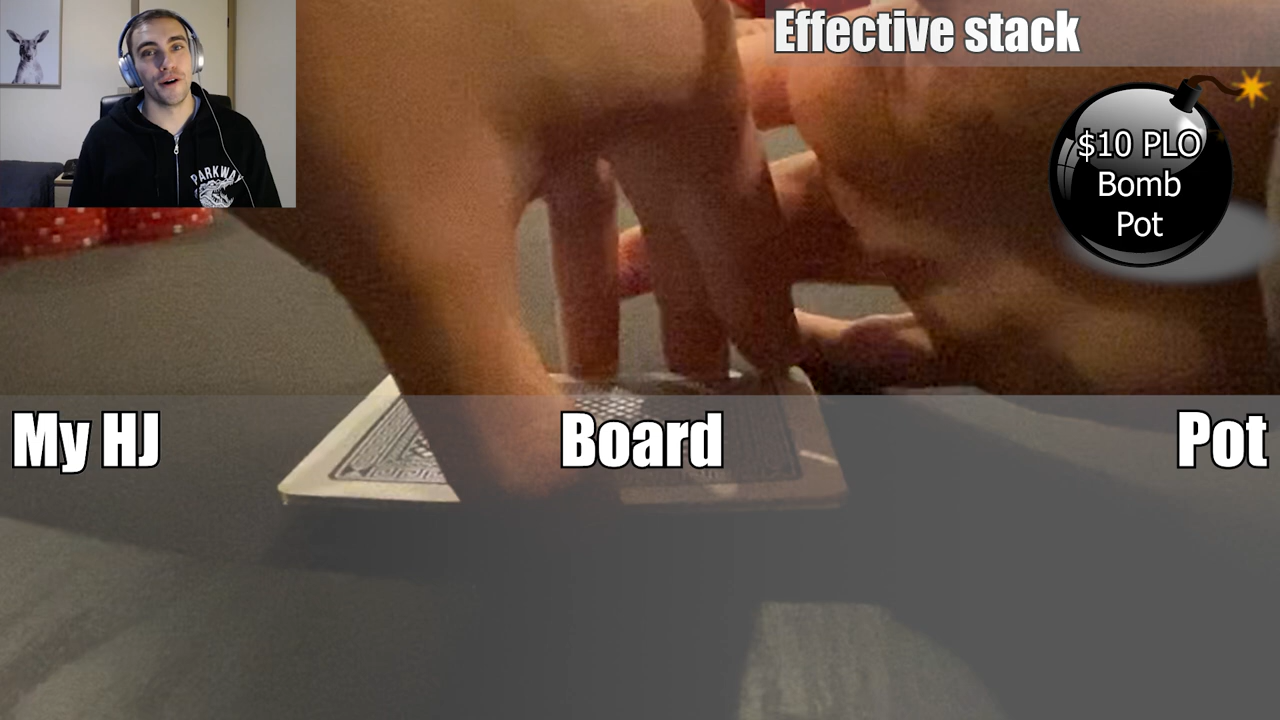 Effective stack
$10 PLO
Bomb
Pot
PARKWAY
My HJ
Board
Pot